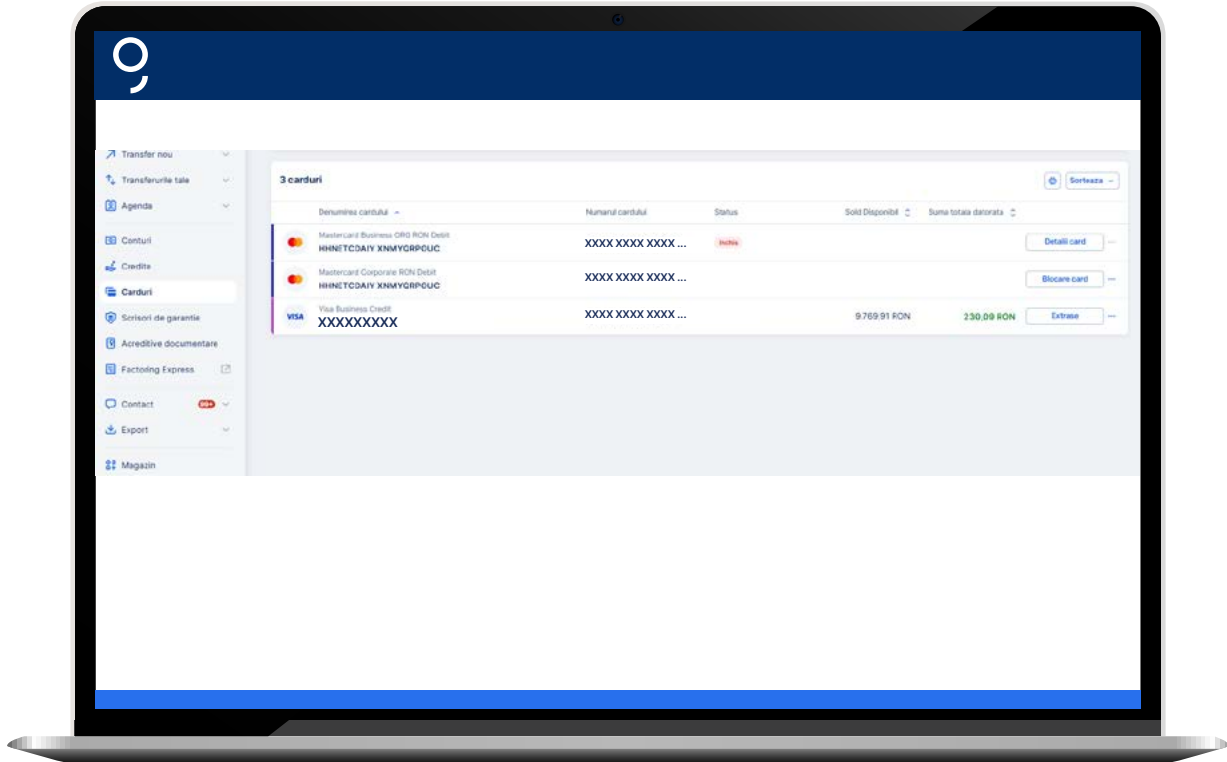 Transfer nou
Transferurile tale
Agenda
Conturi
Credite
Carduri
Scrisori de garantie
Acreditive documentare
Factoring Express
Contact 99+
Export
Magazin
3 carduri
Sorteaza
Denumirea cardului Numarul cardului Status Sold Disponibil Suma totala datorata
Mastercard Business ORG RON Debit
HHNETCDAIY XNMYGRPOUC XXXX XXXX XXXX ... Inchis Detalii card
Mastercard Corporate RON Debit
HHNETCDAIY XNMYGRPOUC XXXX XXXX XXXX ... Blocare card
Visa Business Credit
VISA XXXXXXXXX XXXX XXXX XXXX ... 9.769.91 RON 230,09 RON Extrase